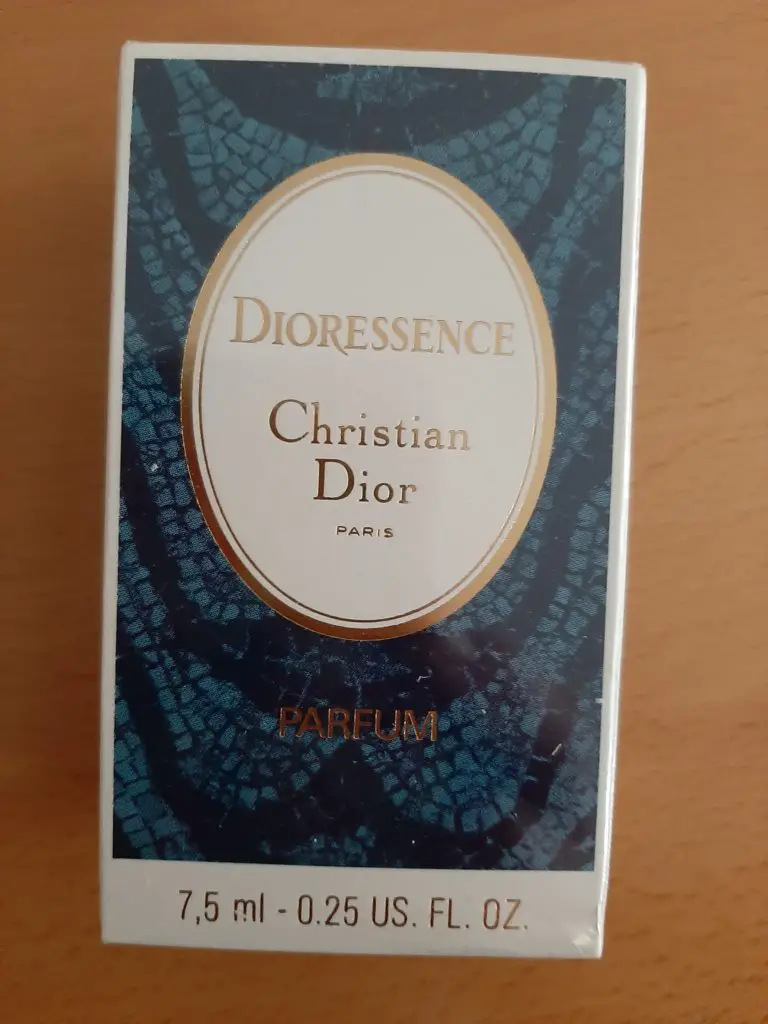 DIORESSENCE
Christian
Dior
PARIS
PARFUM
7,5 ml - 0.25 US. FL. OZ.